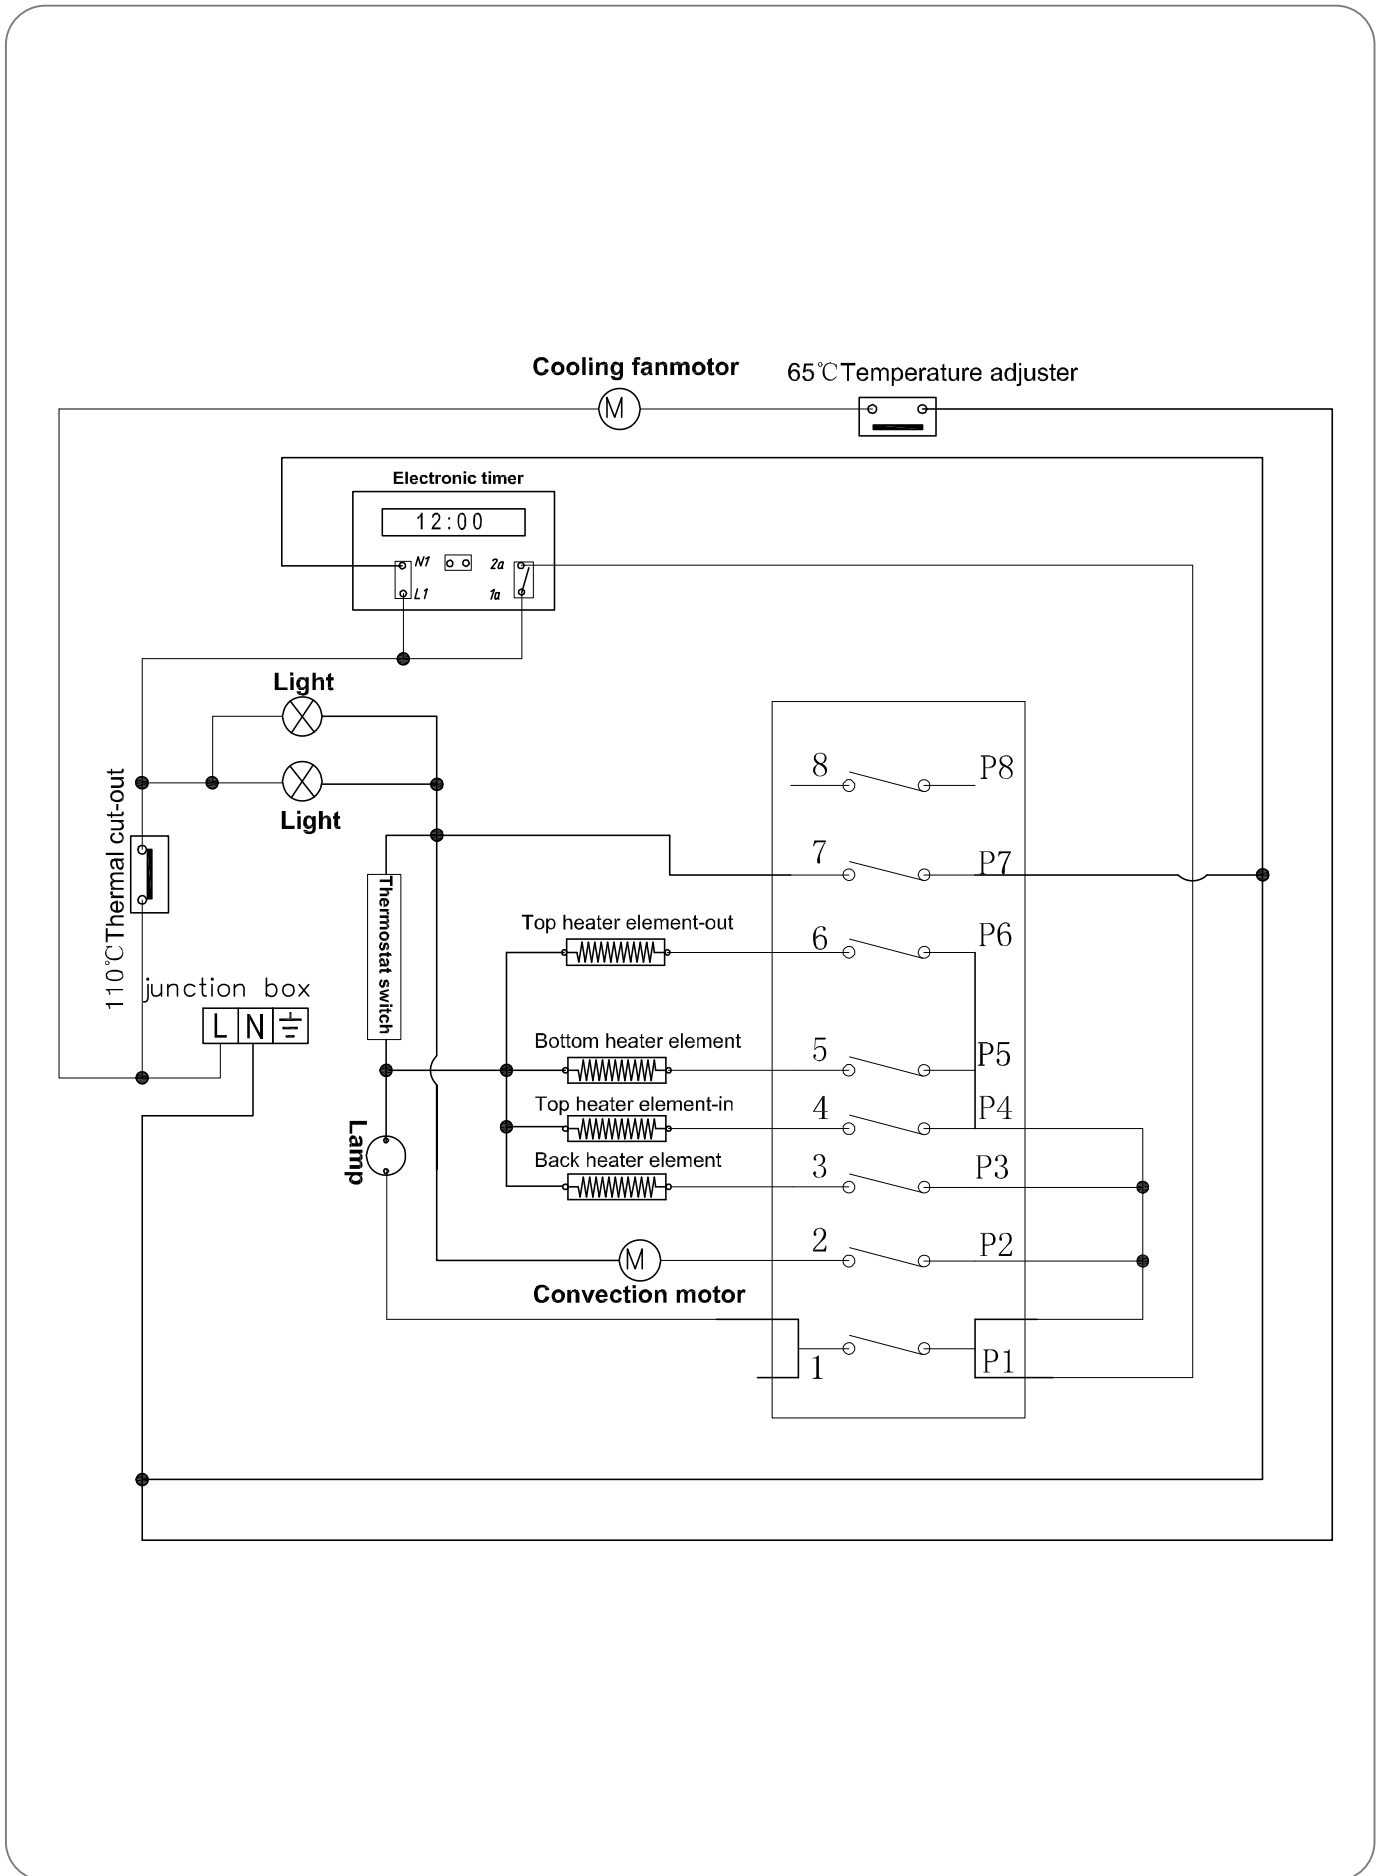 Cooling fanmotor
65℃Temperature adjuster
M
Electronic timer
12:00
N1
2a
L1
1a
Light
Light
110℃Thermal cut-out
junction box
L N
Thermostat switch
Lamp
Top heater element-out
Bottom heater element
Top heater element-in
Back heater element
M
Convection motor
8 P8
7 P7
6 P6
5 P5
4 P4
3 P3
2 P2
1 P1